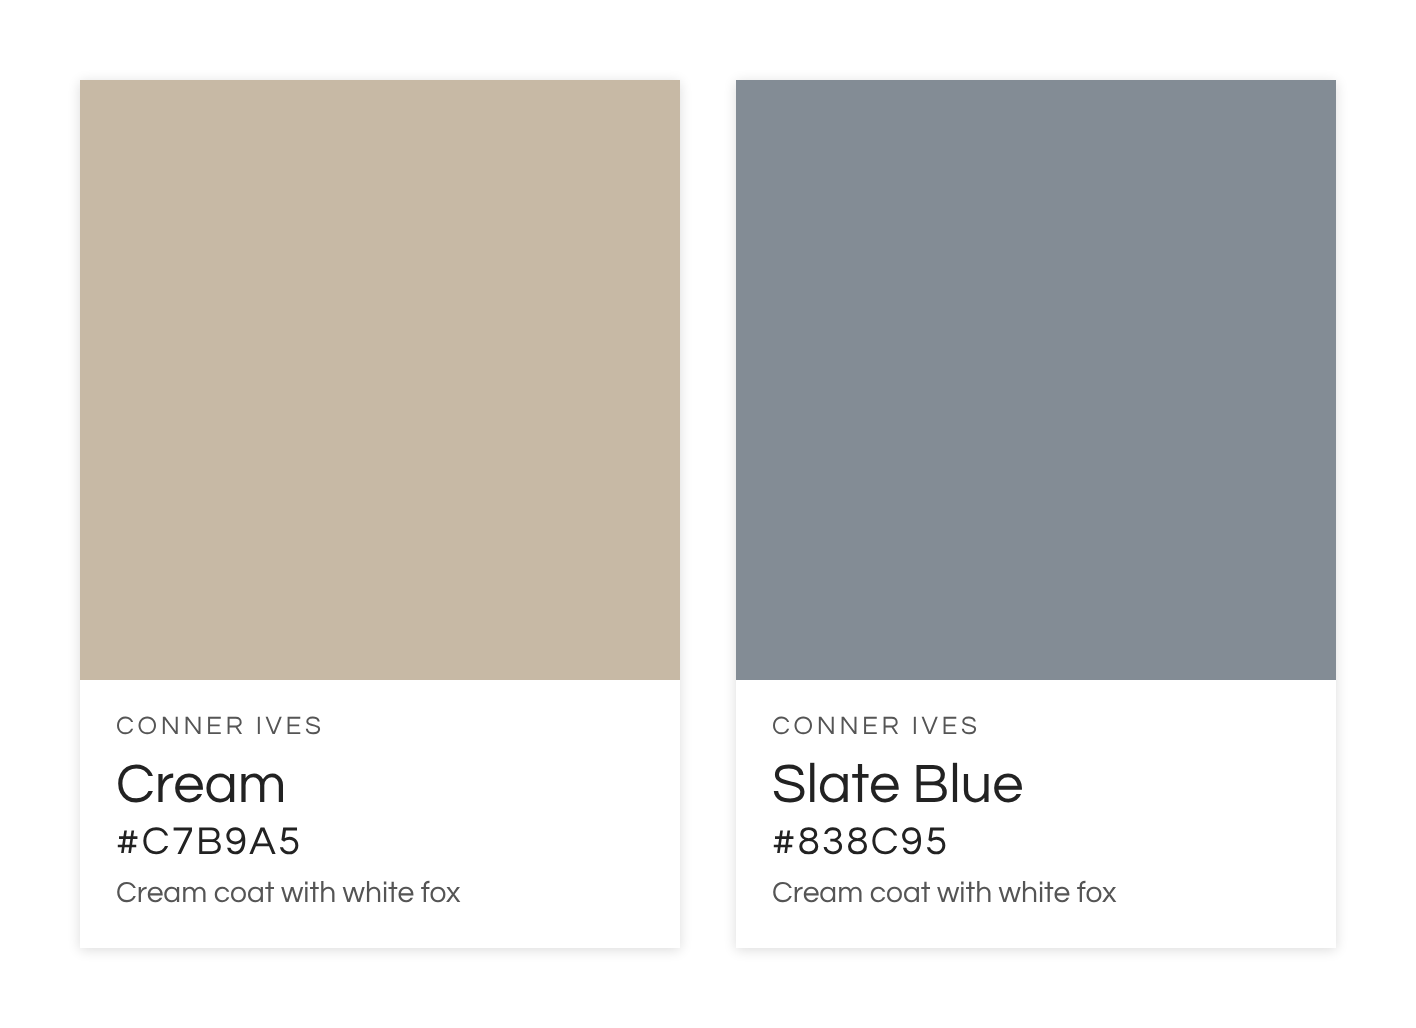 CONNER IVES
Cream
#C7B9A5
Cream coat with white fox
CONNER IVES
Slate Blue
#838C95
Cream coat with white fox